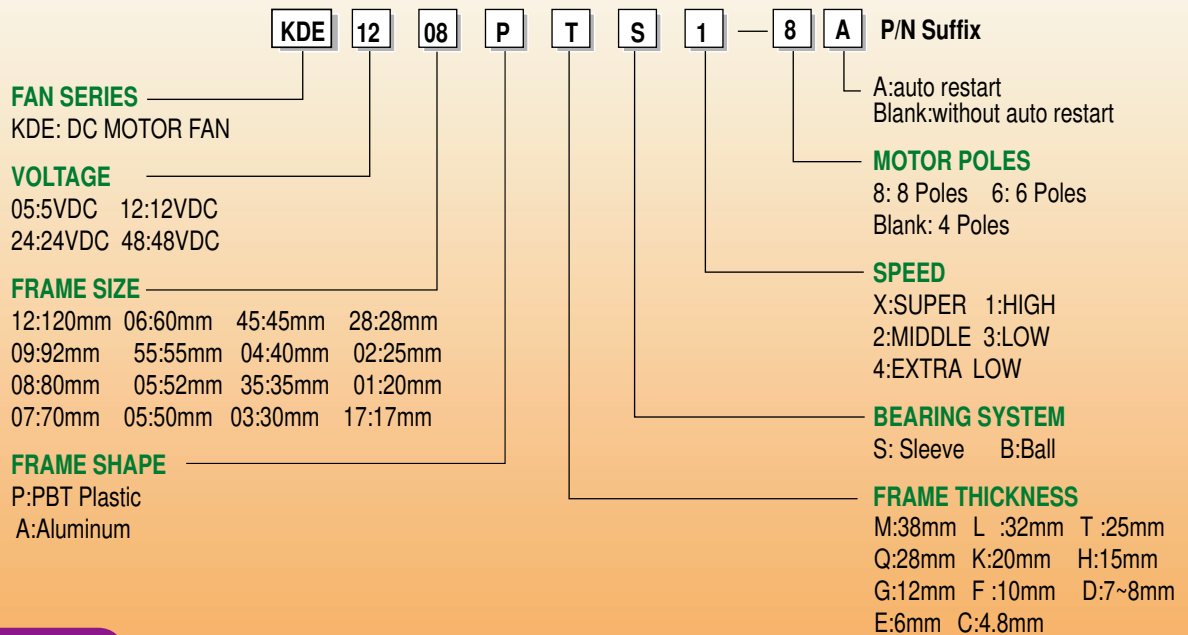 KDE 12 08 P T S 1 — 8 A P/N Suffix
FAN SERIES
KDE: DC MOTOR FAN
VOLTAGE
05:5VDC 12:12VDC
24:24VDC 48:48VDC
FRAME SIZE
12:120mm 06:60mm 45:45mm 28:28mm
09:92mm 55:55mm 04:40mm 02:25mm
08:80mm 05:52mm 35:35mm 01:20mm
07:70mm 05:50mm 03:30mm 17:17mm
FRAME SHAPE
P:PBT Plastic
A:Aluminum
A:auto restart
Blank:without auto restart
MOTOR POLES
8: 8 Poles 6: 6 Poles
Blank: 4 Poles
SPEED
X:SUPER 1:HIGH
2:MIDDLE 3:LOW
4:EXTRA LOW
BEARING SYSTEM
S: Sleeve B:Ball
FRAME THICKNESS
M:38mm L :32mm T :25mm
Q:28mm K:20mm H:15mm
G:12mm F :10mm D:7~8mm
E:6mm C:4.8mm